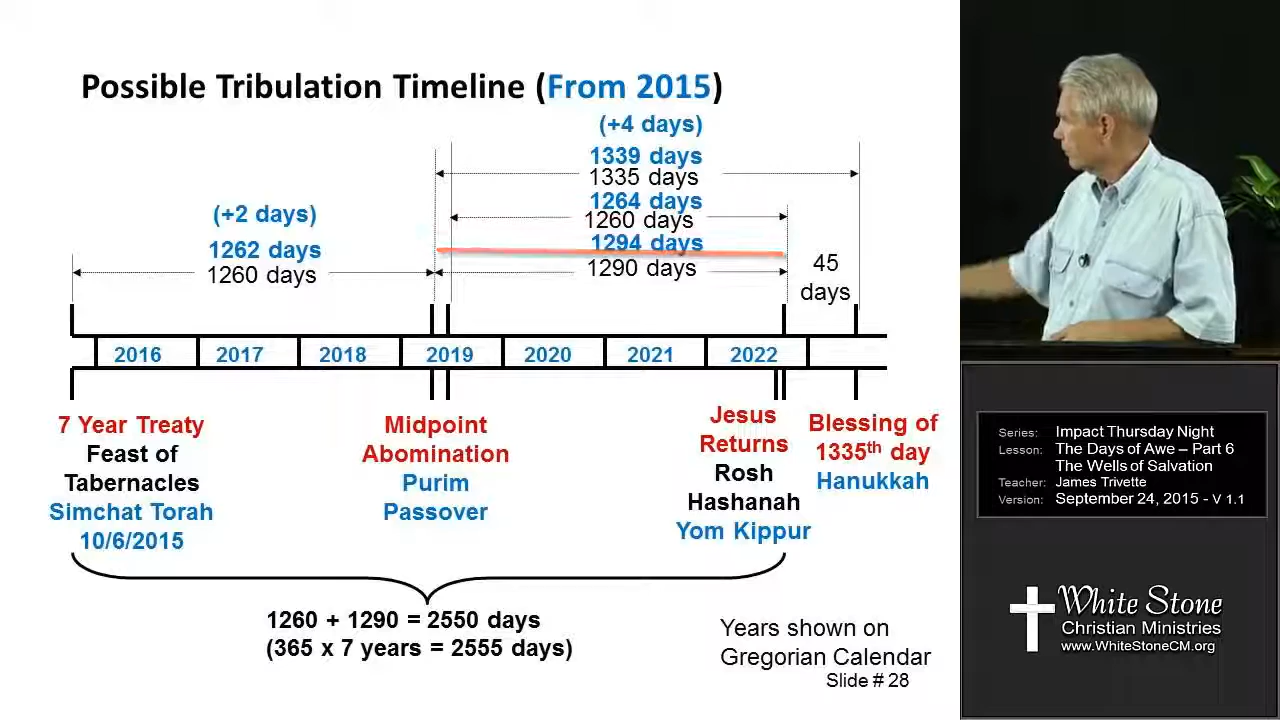 Possible Tribulation Timeline (From 2015)
(+4 days)
1339 days
1335 days
(+2 days)
1264 days
1260 days
1262 days
1294 days
1260 days
1290 days
45
days
2016 2017 2018 2019 2020 2021 2022
7 Year Treaty
Feast of
Tabernacles
Simchat Torah
10/6/2015
Midpoint
Abomination
Purim
Passover
Jesus
Returns
Rosh
Hashanah
Yom Kippur
Blessing of
1335th day
Hanukkah
1260 + 1290 = 2550 days
(365 x 7 years = 2555 days)
Years shown on
Gregorian Calendar
Slide # 28
Series: Impact Thursday Night
Lesson: The Days of Awe – Part 6
The Wells of Salvation
Teacher: James Trivette
Version: September 24, 2015 - V 1.1
White Stone
Christian Ministries
www.WhiteStoneCM.org